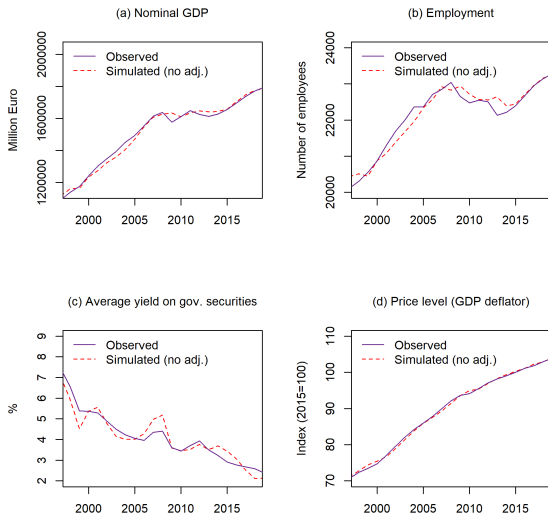 (a) Nominal GDP
Million Euro
2000000
1600000
1200000
Observed
Simulated (no adj.)
2000 2005 2010 2015
(b) Employment
Number of employees
24000
22000
20000
Observed
Simulated (no adj.)
2000 2005 2010 2015
(c) Average yield on gov. securities
%
9
8
7
6
5
4
3
2
Observed
Simulated (no adj.)
2000 2005 2010 2015
(d) Price level (GDP deflator)
Index (2015=100)
110
100
90
80
70
Observed
Simulated (no adj.)
2000 2005 2010 2015